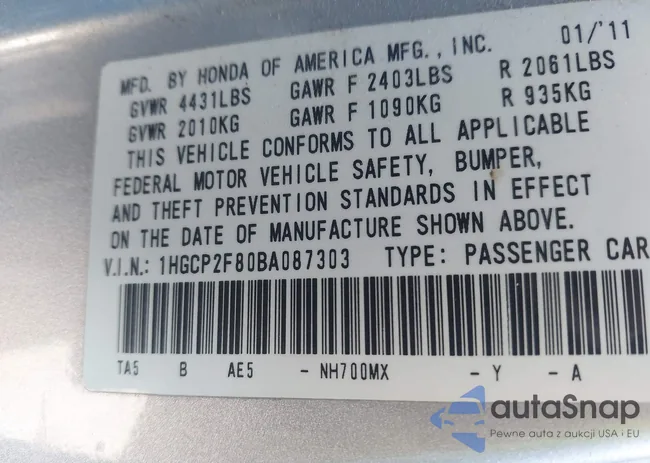 MFD. BY HONDA OF AMERICA MFG., INC. 01/'11
GVWR 4431LBS GAWR F 2403LBS R 2061LBS
GVWR 2010KG GAWR F 1090KG R 935KG
THIS VEHICLE CONFORMS TO ALL APPLICABLE
FEDERAL MOTOR VEHICLE SAFETY, BUMPER,
AND THEFT PREVENTION STANDARDS IN EFFECT
ON THE DATE OF MANUFACTURE SHOWN ABOVE.
V.I.N.: 1HGCP2F80BA087303 TYPE: PASSENGER CAR
TA5 B AE5 - NH700MX - Y - A
autaSnap
Pewne auta z aukcji USA i EU